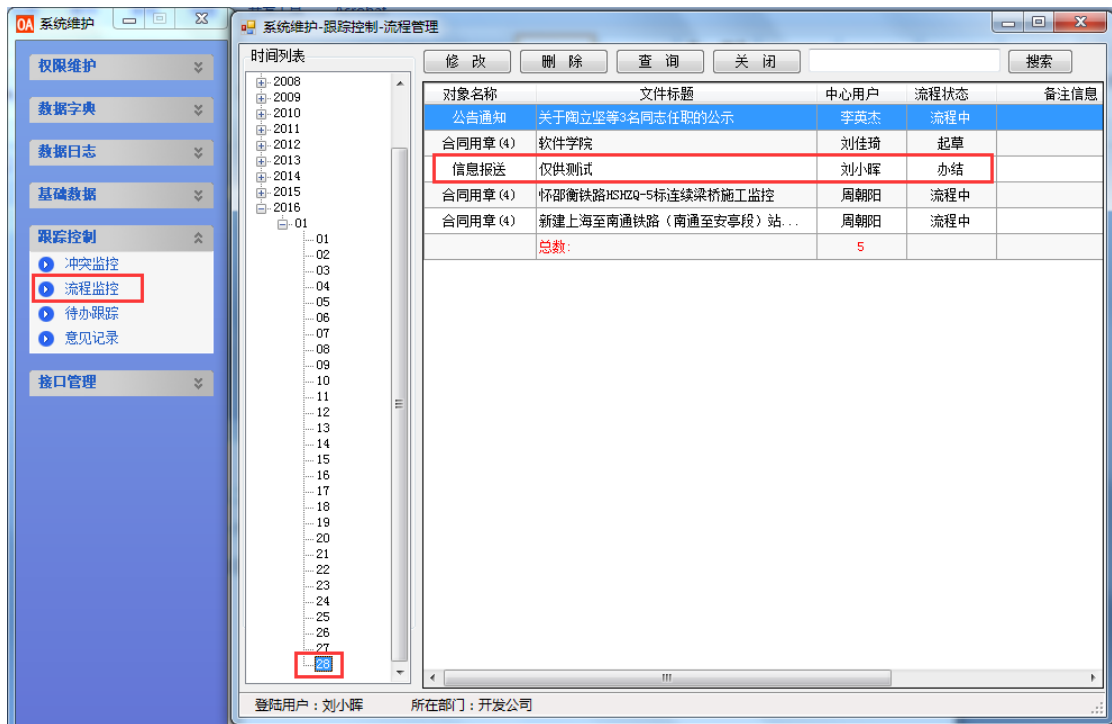 OA 系统维护
权限维护
数据字典
数据日志
基础数据
跟踪控制
冲突监控
流程监控
待办跟踪
意见记录
接口管理
系统维护-跟踪控制-流程管理
时间列表
2008
2009
2010
2011
2012
2013
2014
2015
2016
01
01
02
03
04
05
06
07
08
09
10
11
12
13
14
15
16
17
18
19
20
21
22
23
24
25
26
27
28
修 改 删 除 查 询 关 闭 搜索
对象名称 文件标题 中心用户 流程状态 备注信息
公告通知 关于陶立坚等3名同志任职的公示 李英杰 流程中
合同用章(4) 软件学院 刘佳琦 起草
信息报送 仅供测试 刘小晖 办结
合同用章(4) 怀邵衡铁路HSHZQ-5标连续梁桥施工监控 周朝阳 流程中
合同用章(4) 新建上海至南通铁路（南通至安亭段）站... 周朝阳 流程中
总数: 5
登陆用户：刘小晖 所在部门：开发公司